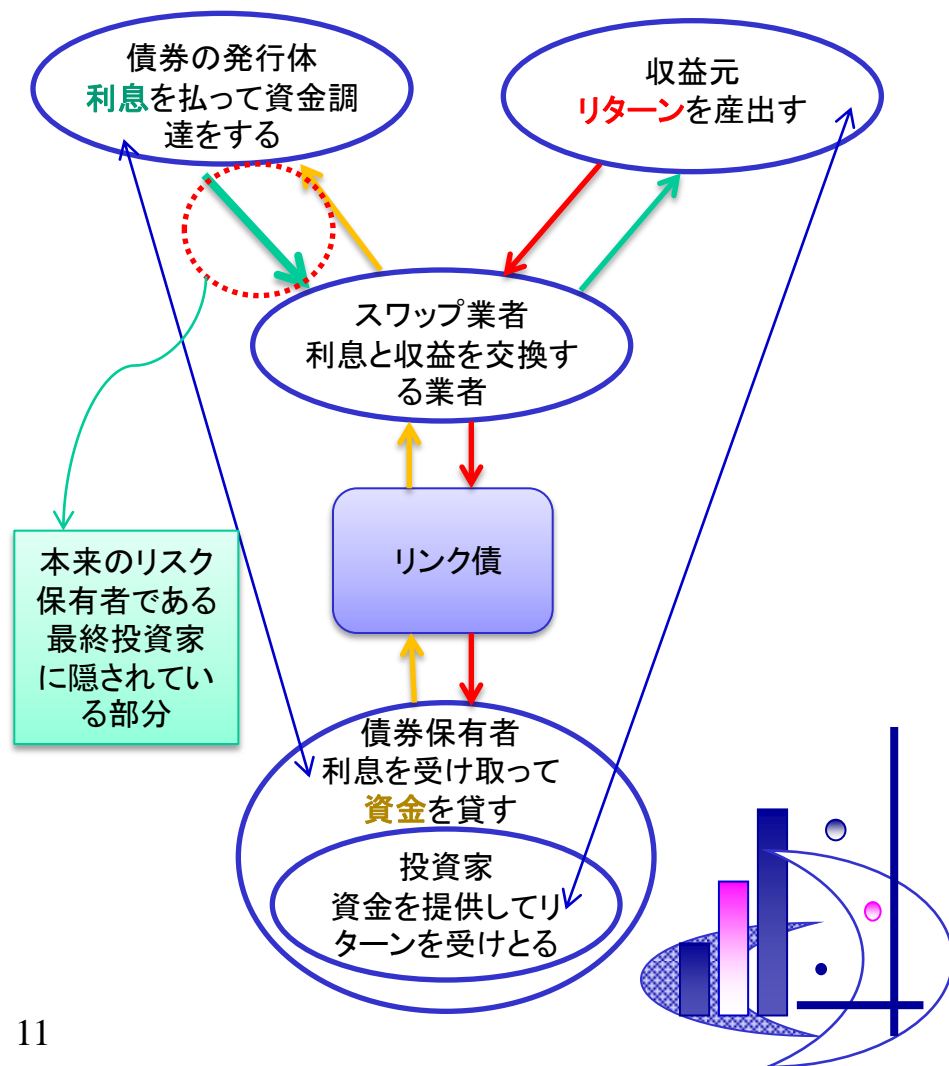 債券の発行体
利息を払って資金調
達をする
収益元
リターンを産出す
スワップ業者
利息と収益を交換す
る業者
リンク債
本来のリスク
保有者である
最終投資家
に隠されてい
る部分
債券保有者
利息を受け取って
資金を貸す
投資家
資金を提供してリ
ターンを受けとる
11